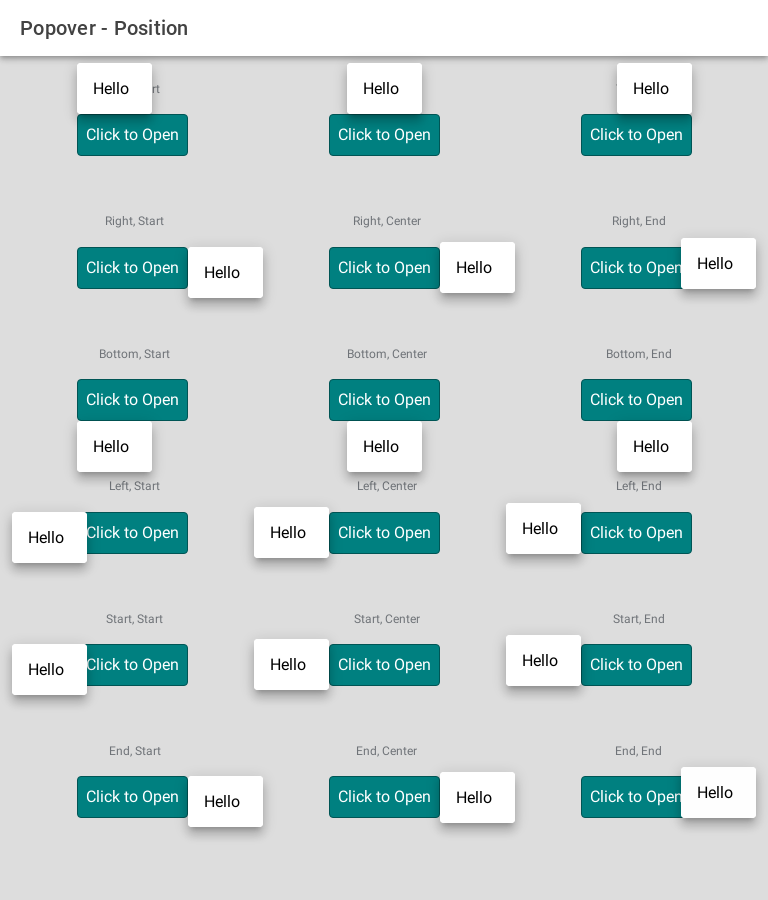 Popover - Position
Hello Hello Hello
Click to Open Click to Open Click to Open
Right, Start Right, Center Right, End
Click to Open Hello Click to Open Hello Click to Open Hello
Bottom, Start Bottom, Center Bottom, End
Click to Open Click to Open Click to Open
Hello Hello Hello
Left, Start Left, Center Left, End
Hello Click to Open Hello Click to Open Hello Click to Open
Start, Start Start, Center Start, End
Hello Click to Open Hello Click to Open Hello Click to Open
End, Start End, Center End, End
Click to Open Hello Click to Open Hello Click to Open Hello